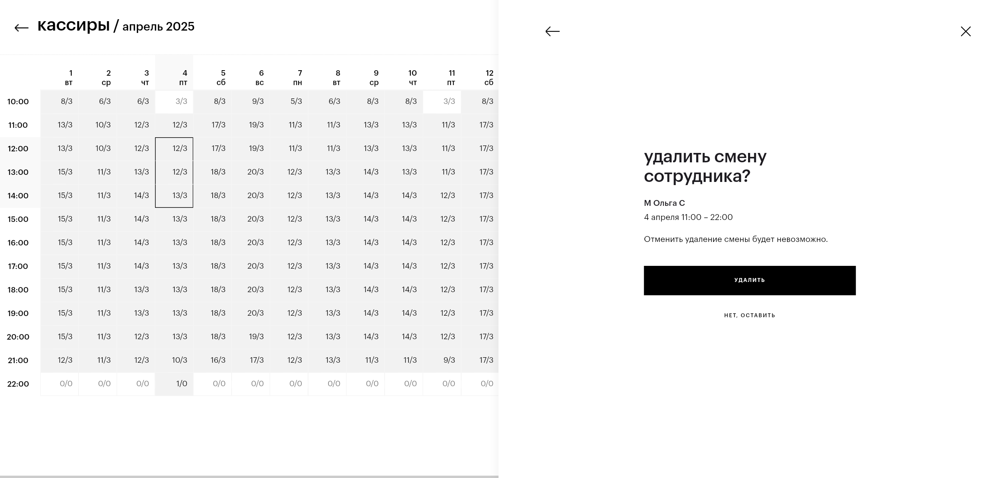 кассиры / апрель 2025
1 2 3 4 5 6 7 8 9 10 11 12
вт ср чт пт сб вс пн вт ср чт пт сб
10:00 8/3 6/3 6/3 3/3 8/3 9/3 5/3 6/3 8/3 8/3 3/3 8/3
11:00 13/3 10/3 12/3 12/3 17/3 19/3 11/3 11/3 13/3 13/3 11/3 17/3
12:00 13/3 10/3 12/3 12/3 17/3 19/3 11/3 11/3 13/3 13/3 11/3 17/3
13:00 15/3 11/3 13/3 12/3 18/3 20/3 12/3 13/3 14/3 13/3 11/3 17/3
14:00 15/3 11/3 14/3 13/3 18/3 20/3 12/3 13/3 14/3 14/3 12/3 17/3
15:00 15/3 11/3 14/3 13/3 18/3 20/3 12/3 13/3 14/3 14/3 12/3 17/3
16:00 15/3 11/3 14/3 13/3 18/3 20/3 12/3 13/3 14/3 14/3 12/3 17/3
17:00 15/3 11/3 14/3 13/3 18/3 20/3 12/3 13/3 14/3 14/3 12/3 17/3
18:00 15/3 11/3 13/3 13/3 18/3 20/3 12/3 13/3 14/3 14/3 12/3 17/3
19:00 15/3 11/3 13/3 13/3 18/3 20/3 12/3 13/3 14/3 14/3 12/3 17/3
20:00 15/3 11/3 12/3 13/3 18/3 19/3 12/3 13/3 14/3 14/3 12/3 17/3
21:00 12/3 11/3 12/3 10/3 16/3 17/3 12/3 13/3 11/3 11/3 9/3 17/3
22:00 0/0 0/0 0/0 1/0 0/0 0/0 0/0 0/0 0/0 0/0 0/0 0/0
удалить смену
сотрудника?
М Ольга С
4 апреля 11:00 – 22:00
Отменить удаление смены будет невозможно.
УДАЛИТЬ
НЕТ, ОСТАВИТЬ